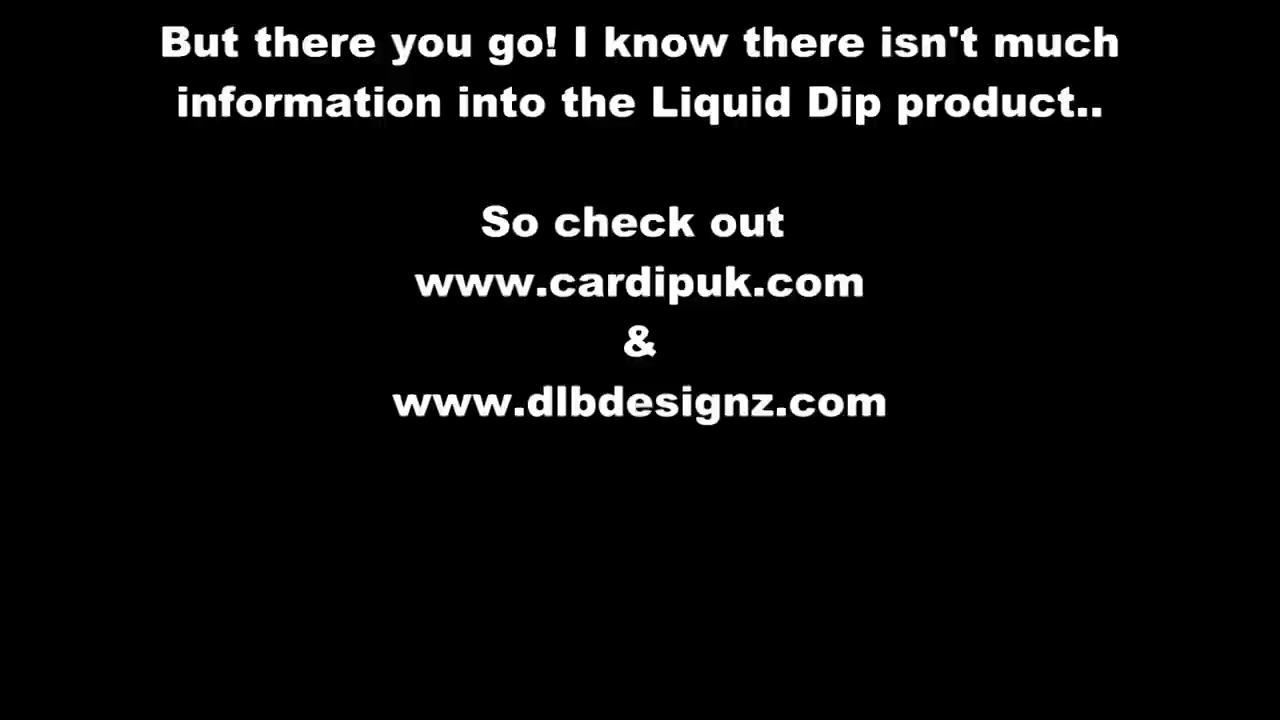 But there you go! I know there isn't much
information into the Liquid Dip product..
So check out
www.cardipuk.com
&
www.dlbdesignz.com